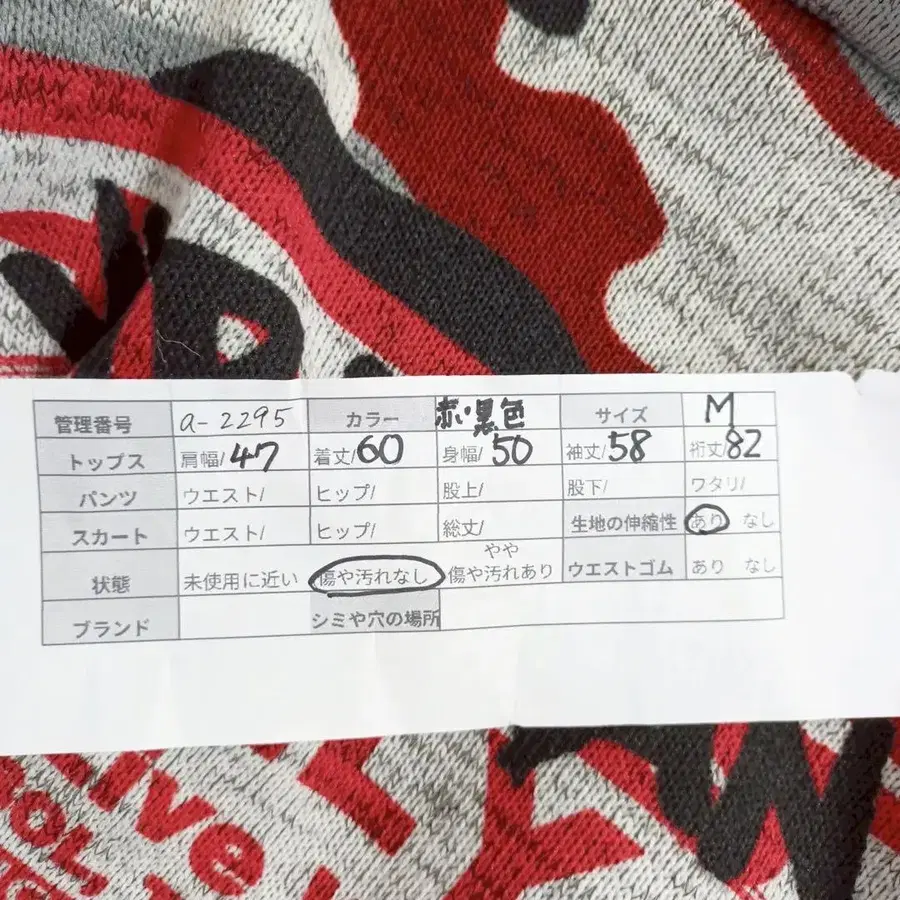 管理番号 a-2295 カラー 赤い黒色 サイズ M
トップス 肩幅/47 着丈/60 身幅/50 袖丈/58 裄丈/82
パンツ ウエスト/ ヒップ/ 股上/ 股下/ ワタリ/
スカート ウエスト/ ヒップ/ 総丈/ 生地の伸縮性 あり なし
状態 未使用に近い 傷や汚れなし やや傷や汚れあり ウエストゴム あり なし
ブランド シミや穴の場所
ive